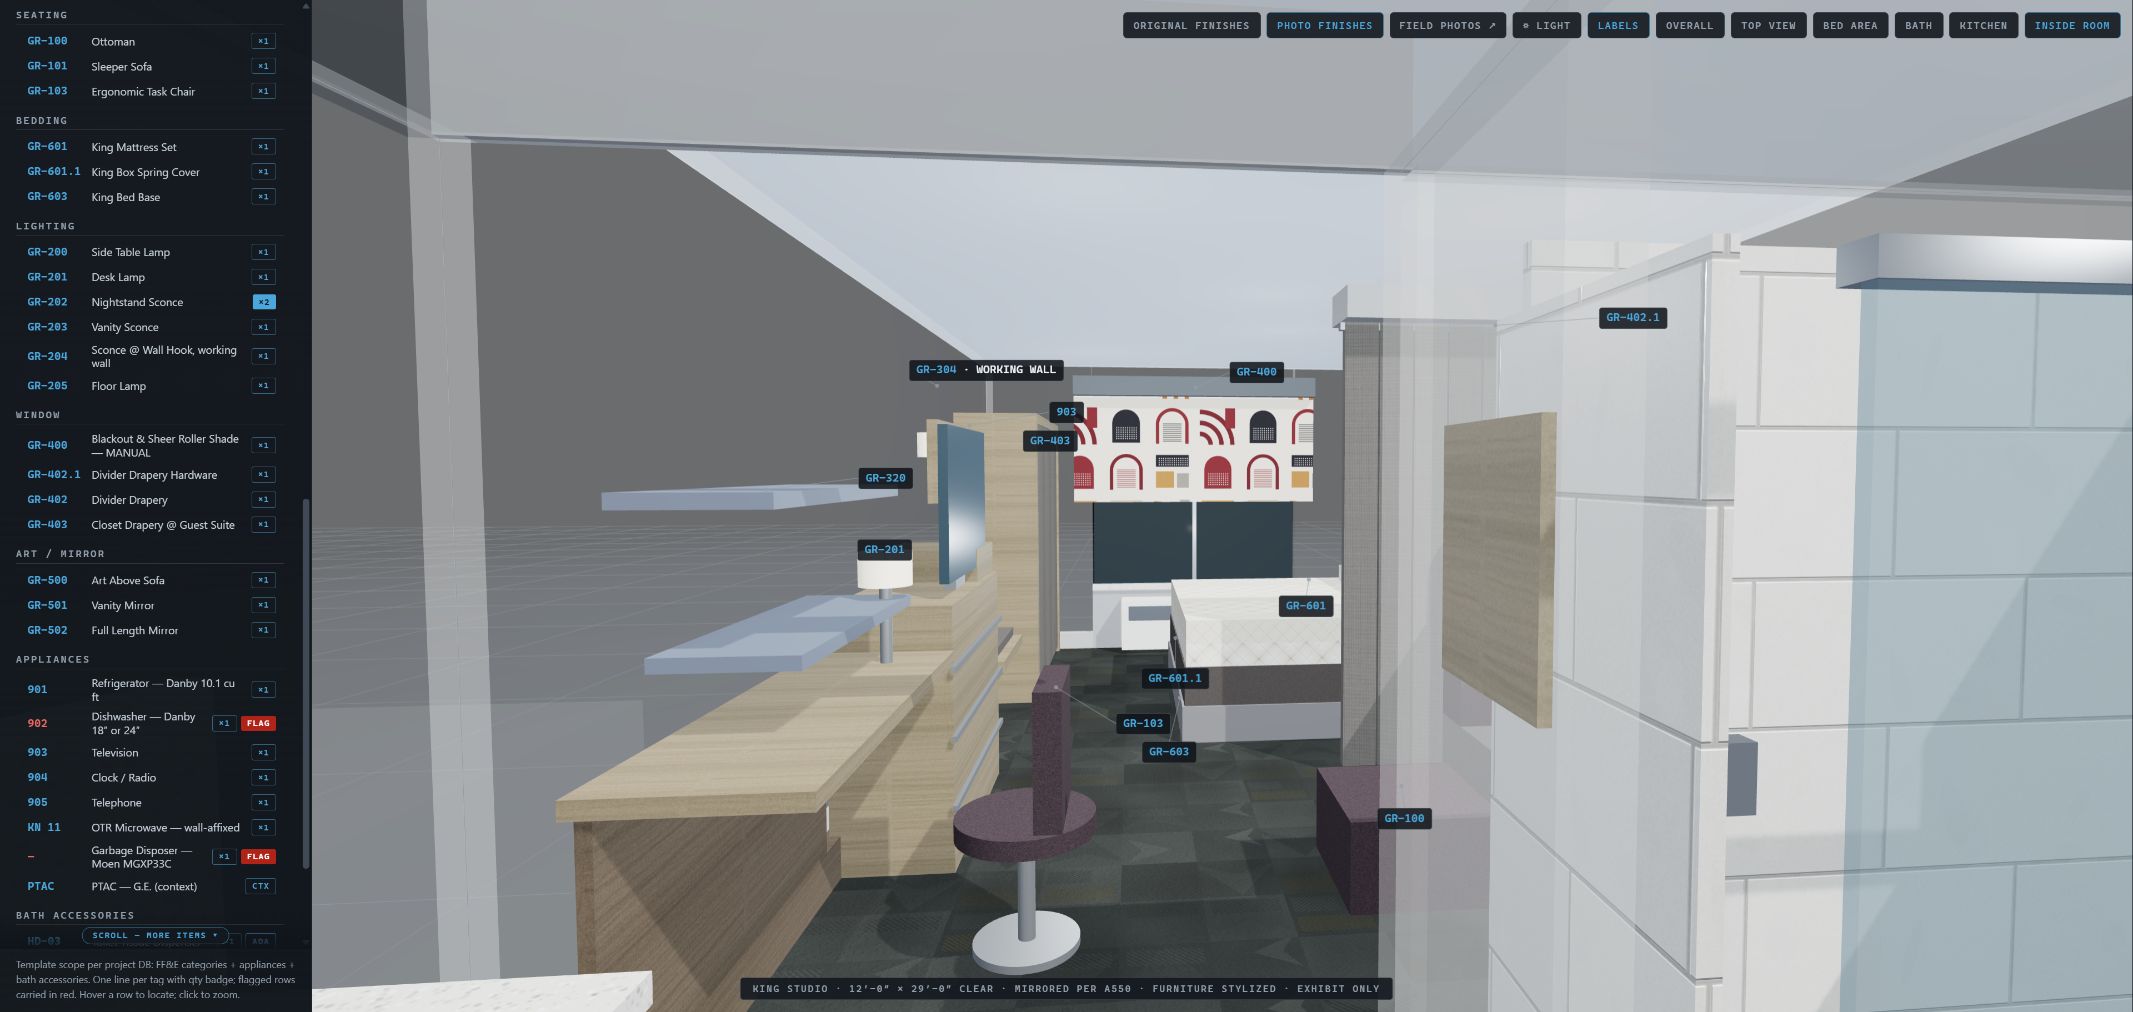 SEATING
GR-100 Ottoman ×1
GR-101 Sleeper Sofa ×1
GR-103 Ergonomic Task Chair ×1
BEDDING
GR-601 King Mattress Set ×1
GR-601.1 King Box Spring Cover ×1
GR-603 King Bed Base ×1
LIGHTING
GR-200 Side Table Lamp ×1
GR-201 Desk Lamp ×1
GR-202 Nightstand Sconce ×2
GR-203 Vanity Sconce ×1
GR-204 Sconce @ Wall Hook, working
wall ×1
GR-205 Floor Lamp ×1
WINDOW
GR-400 Blackout & Sheer Roller Shade
— MANUAL ×1
GR-402.1 Divider Drapery Hardware ×1
GR-402 Divider Drapery ×1
GR-403 Closet Drapery @ Guest Suite ×1
ART / MIRROR
GR-500 Art Above Sofa ×1
GR-501 Vanity Mirror ×1
GR-502 Full Length Mirror ×1
APPLIANCES
901 Refrigerator — Danby 10.1 cu
ft ×1
902 Dishwasher — Danby
18" or 24" ×1 FLAG
903 Television ×1
904 Clock / Radio ×1
905 Telephone ×1
KN 11 OTR Microwave — wall-affixed ×1
— Garbage Disposer —
Moen MGXP33C ×1 FLAG
PTAC PTAC — G.E. (context) CTX
BATH ACCESSORIES
HD-03 ADA
SCROLL — MORE ITEMS ▾
Template scope per project DB: FF&E categories + appliances +
bath accessories. One line per tag with qty badge; flagged rows
carried in red. Hover a row to locate; click to zoom.
ORIGINAL FINISHES PHOTO FINISHES FIELD PHOTOS ↗ ☼ LIGHT LABELS OVERALL TOP VIEW BED AREA BATH KITCHEN INSIDE ROOM
GR-402.1
GR-304 · WORKING WALL
GR-400
903
GR-403
GR-320
GR-201
GR-601
GR-601.1
GR-103
GR-603
GR-100
KING STUDIO · 12'-0" × 29'-0" CLEAR · MIRRORED PER A550 · FURNITURE STYLIZED · EXHIBIT ONLY